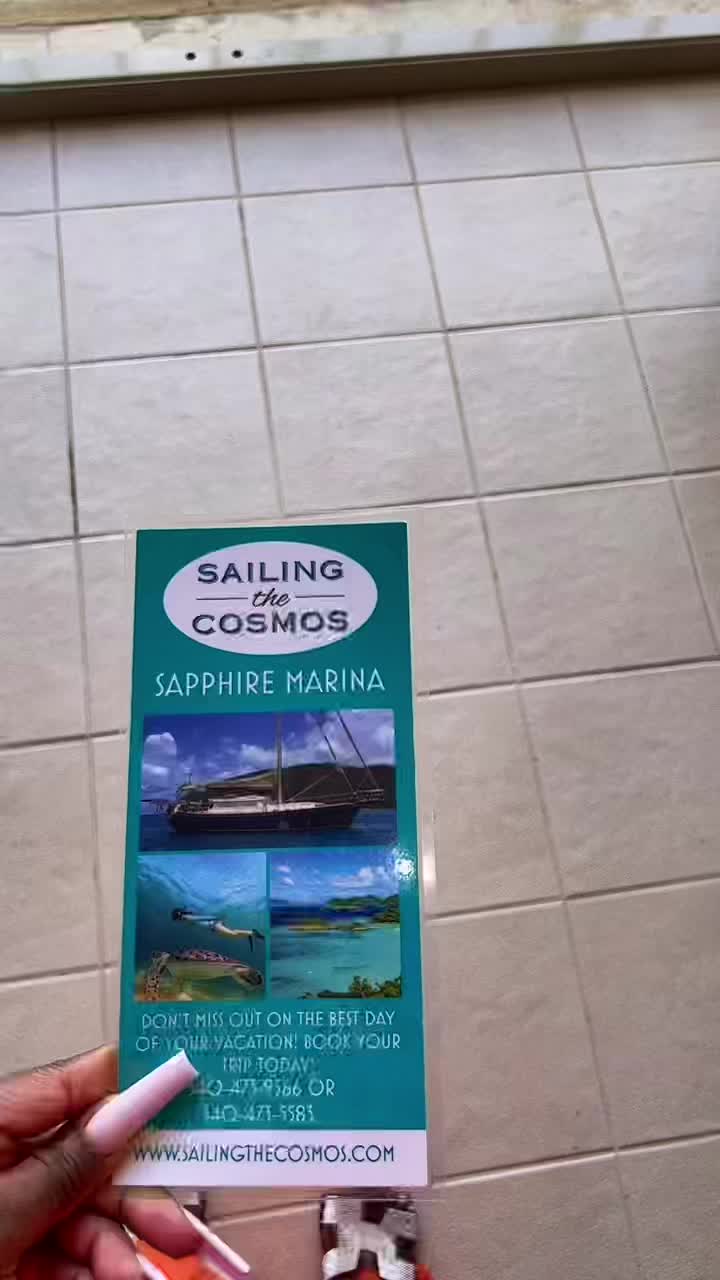 SAILING
the
COSMOS
SAPPHIRE MARINA
DON'T MISS OUT ON THE BEST DAY
OF YOUR VACATION! BOOK YOUR
TRIP TODAY!
OR
WWW.SAILINGTHECOSMOS.COM